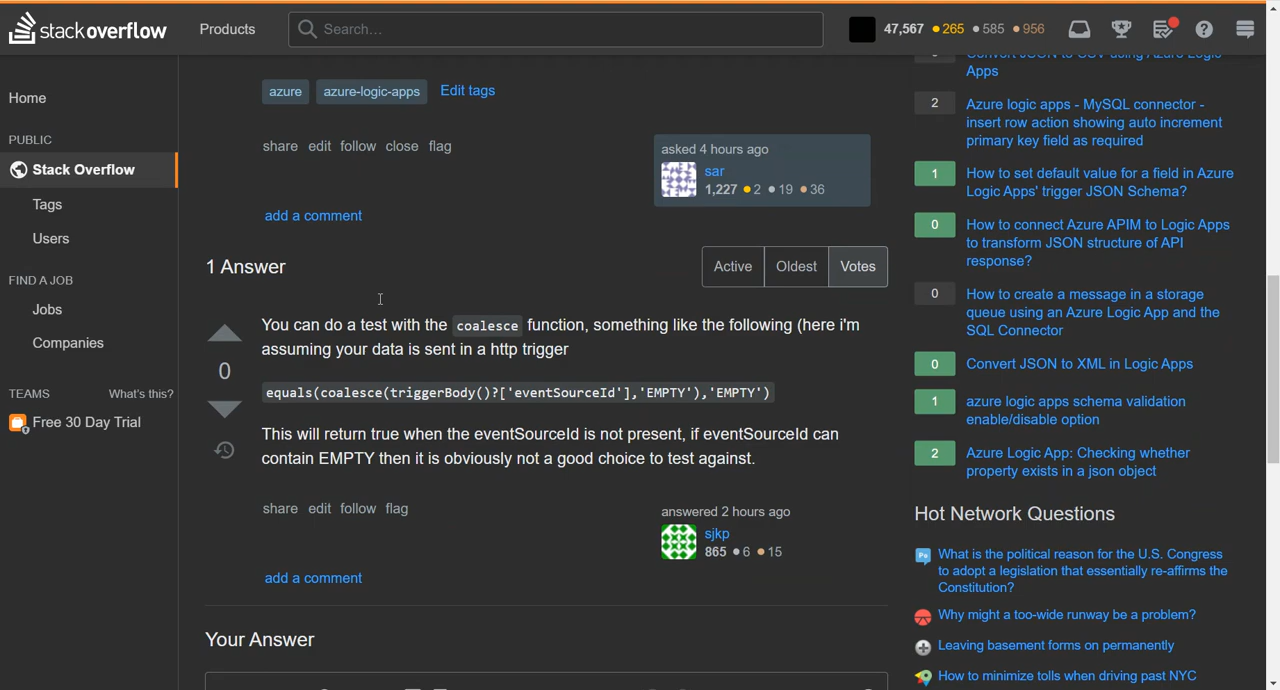 stackoverflow
Products
Search...
47,567 265 585 956
Home
PUBLIC
Stack Overflow
Tags
Users
FIND A JOB
Jobs
Companies
TEAMS What's this?
Free 30 Day Trial
azure azure-logic-apps Edit tags
share edit follow close flag
asked 4 hours ago
sar
1,227 2 19 36
add a comment
1 Answer
Active Oldest Votes
You can do a test with the coalesce function, something like the following (here i'm
assuming your data is sent in a http trigger
0
equals(coalesce(triggerBody()?['eventSourceId'],'EMPTY'),'EMPTY')
This will return true when the eventSourceId is not present, if eventSourceId can
contain EMPTY then it is obviously not a good choice to test against.
share edit follow flag
answered 2 hours ago
sjkp
865 6 15
add a comment
Your Answer
Convert JSON to CSV using Azure Logic
Apps
2 Azure logic apps - MySQL connector -
insert row action showing auto increment
primary key field as required
1 How to set default value for a field in Azure
Logic Apps' trigger JSON Schema?
0 How to connect Azure APIM to Logic Apps
to transform JSON structure of API
response?
0 How to create a message in a storage
queue using an Azure Logic App and the
SQL Connector
0 Convert JSON to XML in Logic Apps
1 azure logic apps schema validation
enable/disable option
2 Azure Logic App: Checking whether
property exists in a json object
Hot Network Questions
Po What is the political reason for the U.S. Congress
to adopt a legislation that essentially re-affirms the
Constitution?
Why might a too-wide runway be a problem?
Leaving basement forms on permanently
How to minimize tolls when driving past NYC